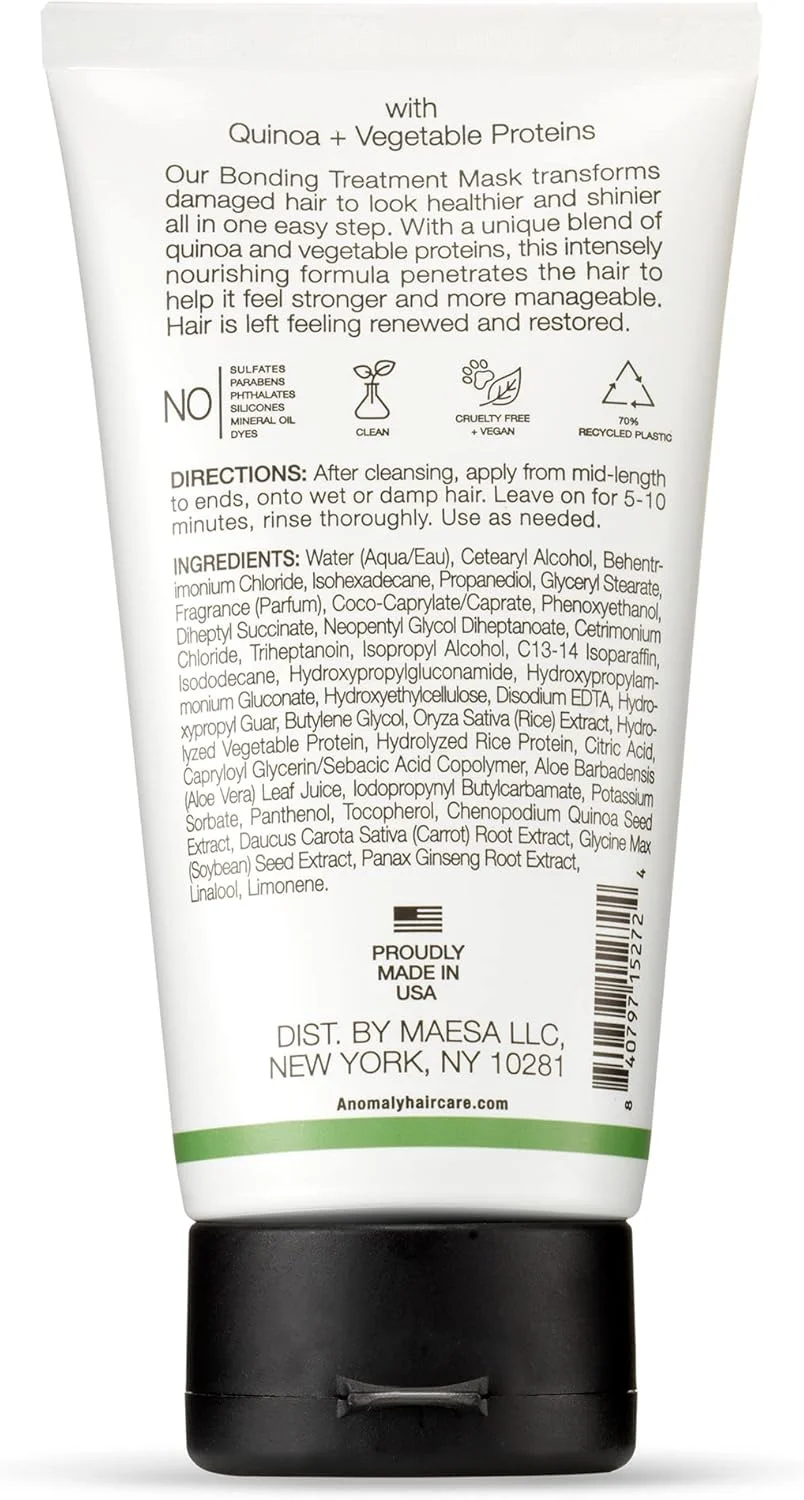 with
Quinoa + Vegetable Proteins
Our Bonding Treatment Mask transforms
damaged hair to look healthier and shinier
all in one easy step. With a unique blend of
quinoa and vegetable proteins, this intensely
nourishing formula penetrates the hair to
help it feel stronger and more manageable.
Hair is left feeling renewed and restored.
NO
SULFATES
PARABENS
PHTHALATES
SILICONES
MINERAL OIL
DYES
CLEAN
CRUELTY FREE
+ VEGAN
70%
RECYCLED PLASTIC
DIRECTIONS: After cleansing, apply from mid-length
to ends, onto wet or damp hair. Leave on for 5-10
minutes, rinse thoroughly. Use as needed.
INGREDIENTS: Water (Aqua/Eau), Cetearyl Alcohol, Behentr-
imonium Chloride, Isohexadecane, Propanediol, Glyceryl Stearate,
Fragrance (Parfum), Coco-Caprylate/Caprate, Phenoxyethanol,
Diheptyl Succinate, Neopentyl Glycol Diheptanoate, Cetrimonium
Chloride, Triheptanoin, Isopropyl Alcohol, C13-14 Isoparaffin,
Isododecane, Hydroxypropylgluconamide, Hydroxypropylam-
monium Gluconate, Hydroxyethylcellulose, Disodium EDTA, Hydro-
xypropyl Guar, Butylene Glycol, Oryza Sativa (Rice) Extract, Hydro-
lyzed Vegetable Protein, Hydrolyzed Rice Protein, Citric Acid,
Capryloyl Glycerin/Sebacic Acid Copolymer, Aloe Barbadensis
(Aloe Vera) Leaf Juice, Iodopropynyl Butylcarbamate, Potassium
Sorbate, Panthenol, Tocopherol, Chenopodium Quinoa Seed
Extract, Daucus Carota Sativa (Carrot) Root Extract, Glycine Max
(Soybean) Seed Extract, Panax Ginseng Root Extract,
Linalool, Limonene.
PROUDLY
MADE IN
USA
DIST. BY MAESA LLC,
NEW YORK, NY 10281
Anomalyhaircare.com
8 40797 15272 4